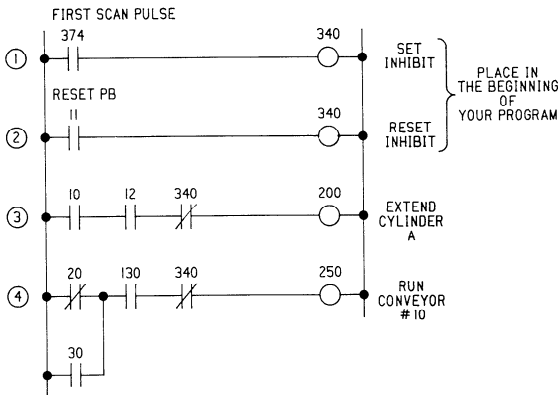 FIRST SCAN PULSE
374 340
1 SET
INHIBIT
RESET PB
11 340
2 RESET
INHIBIT
PLACE IN
THE BEGINNING
OF
YOUR PROGRAM
10 12 340 200
3 EXTEND
CYLINDER
A
20 130 340 250
4 RUN
CONVEYOR
#10
30